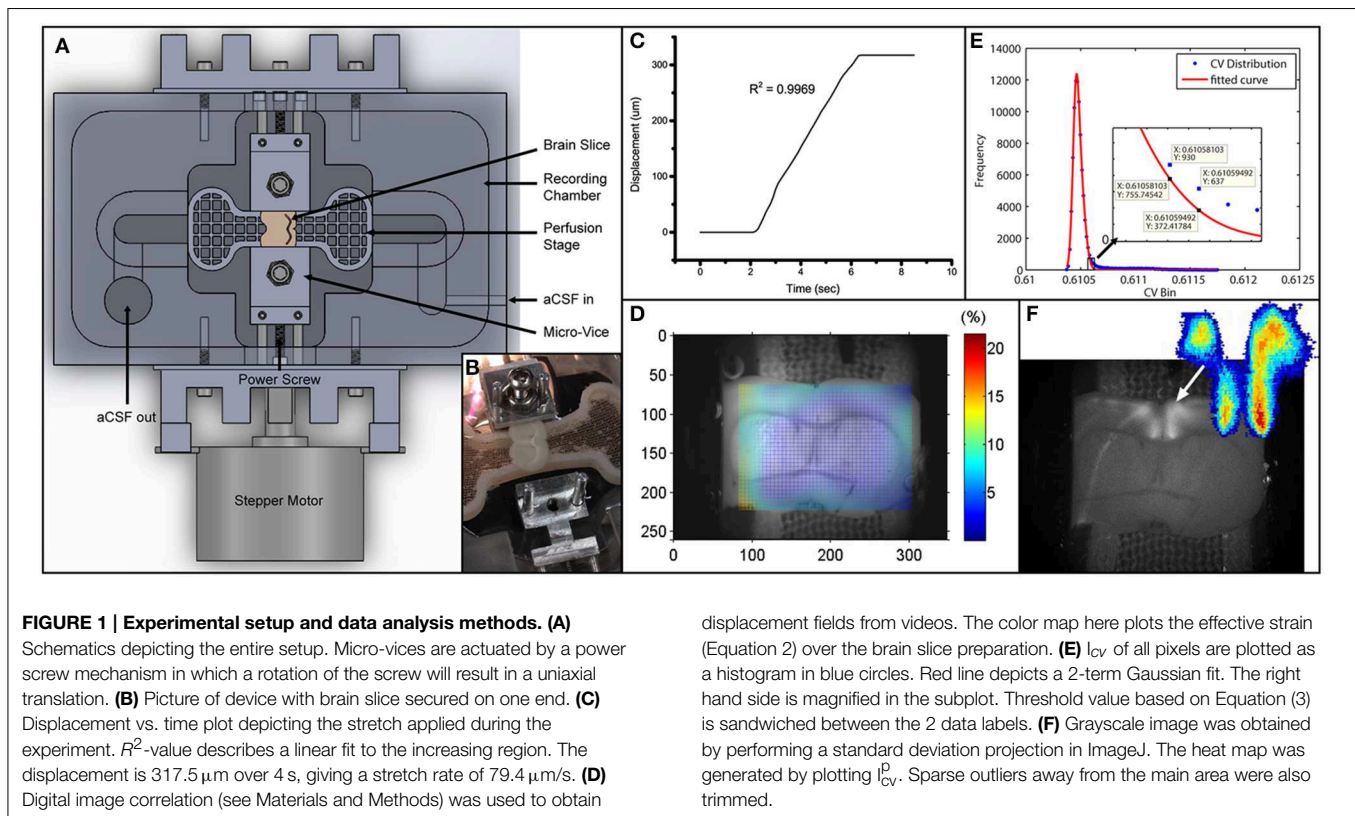 A
Brain Slice
Recording
Chamber
Perfusion
Stage
aCSF in
Micro-Vice
Power Screw
aCSF out
Stepper Motor
B
C
Displacement (um)
300
200
100
0
R² = 0.9969
0 2 4 6 8 10
Time (sec)
D
(%)
0
50
100
150
200
250
0 100 200 300
20
15
10
5
E
Frequency
14000
12000
10000
8000
6000
4000
2000
0
CV Distribution
fitted curve
X: 0.61058103
Y: 930
X: 0.61059492
Y: 637
X: 0.61058103
Y: 755.74542
X: 0.61059492
Y: 372.41784
0
0.61 0.6105 0.611 0.6115 0.612 0.6125
CV Bin
F
FIGURE 1 | Experimental setup and data analysis methods. (A)
Schematics depicting the entire setup. Micro-vices are actuated by a power
screw mechanism in which a rotation of the screw will result in a uniaxial
translation. (B) Picture of device with brain slice secured on one end. (C)
Displacement vs. time plot depicting the stretch applied during the
experiment. R²-value describes a linear fit to the increasing region. The
displacement is 317.5 μm over 4 s, giving a stretch rate of 79.4 μm/s. (D)
Digital image correlation (see Materials and Methods) was used to obtain
displacement fields from videos. The color map here plots the effective strain
(Equation 2) over the brain slice preparation. (E) I_cv of all pixels are plotted as
a histogram in blue circles. Red line depicts a 2-term Gaussian fit. The right
hand side is magnified in the subplot. Threshold value based on Equation (3)
is sandwiched between the 2 data labels. (F) Grayscale image was obtained
by performing a standard deviation projection in ImageJ. The heat map was
generated by plotting I^p_cv. Sparse outliers away from the main area were also
trimmed.